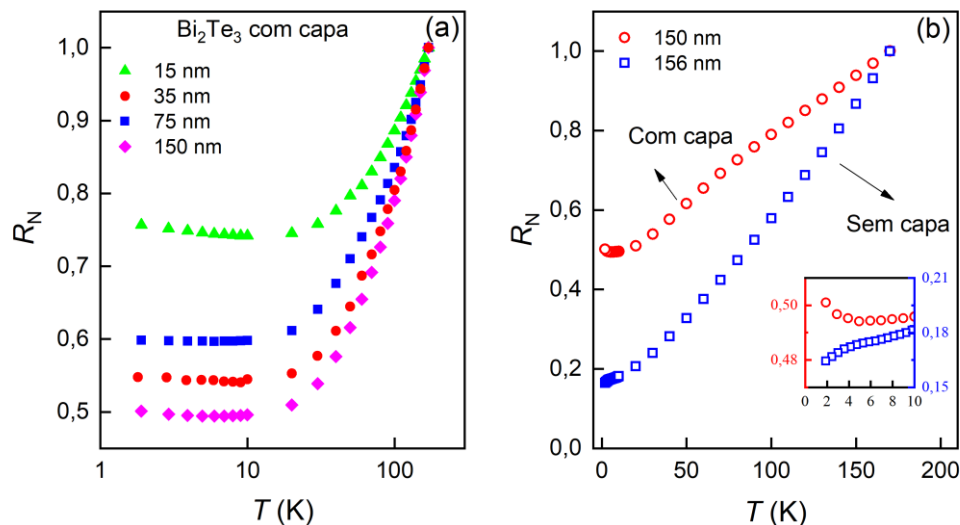 (a)
Bi₂Te₃ com capa
15 nm
35 nm
75 nm
150 nm
1,0
0,9
0,8
0,7
0,6
0,5
R_N
1 10 100
T (K)
(b)
150 nm
156 nm
Com capa
Sem capa
1,0
0,8
0,6
0,4
0,2
0,0
R_N
0 50 100 150 200
T (K)
0,50
0,48
0,21
0,18
0,15
0 2 4 6 8 10